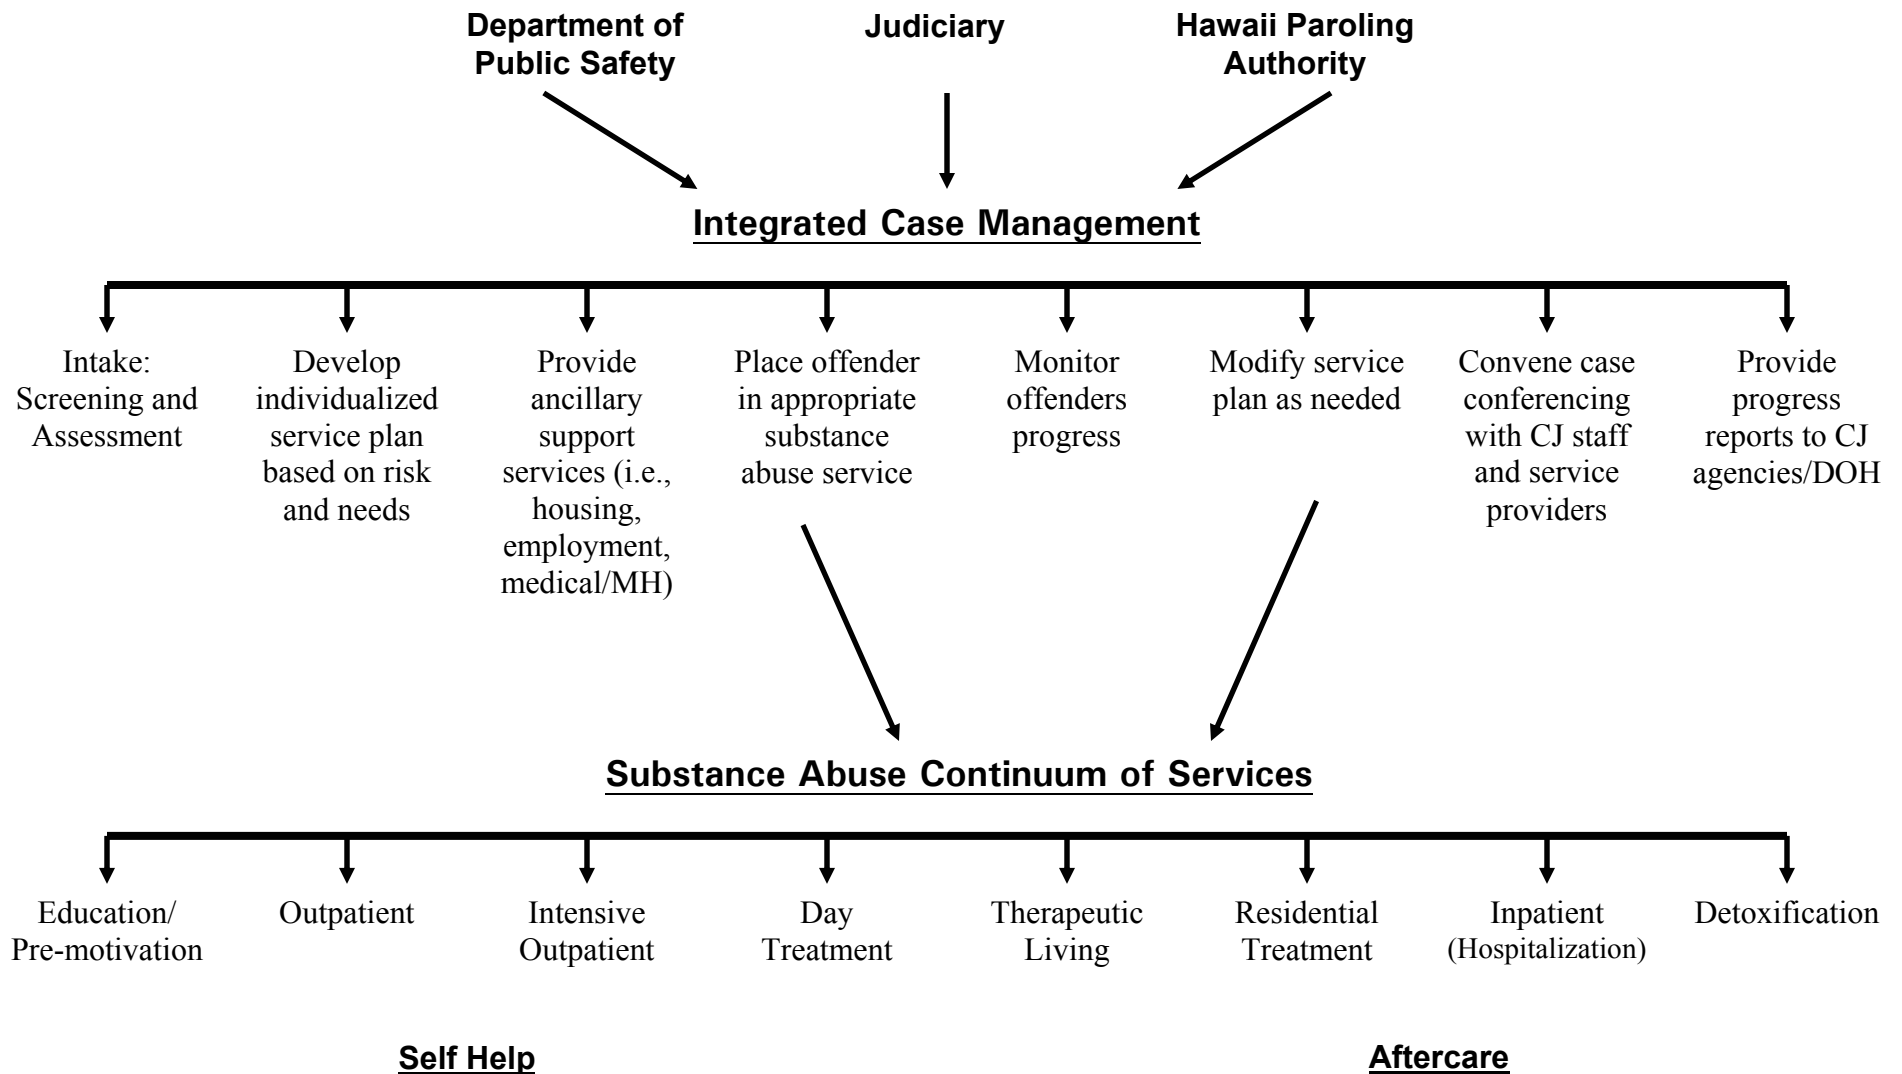 Department of
Public Safety
Judiciary
Hawaii Paroling
Authority
Integrated Case Management
Intake:
Screening and
Assessment
Develop
individualized
service plan
based on risk
and needs
Provide
ancillary
support
services (i.e.,
housing,
employment,
medical/MH)
Place offender
in appropriate
substance
abuse service
Monitor
offenders
progress
Modify service
plan as needed
Convene case
conferencing
with CJ staff
and service
providers
Provide
progress
reports to CJ
agencies/DOH
Substance Abuse Continuum of Services
Education/
Pre-motivation
Outpatient
Intensive
Outpatient
Day
Treatment
Therapeutic
Living
Residential
Treatment
Inpatient
(Hospitalization)
Detoxification
Self Help
Aftercare